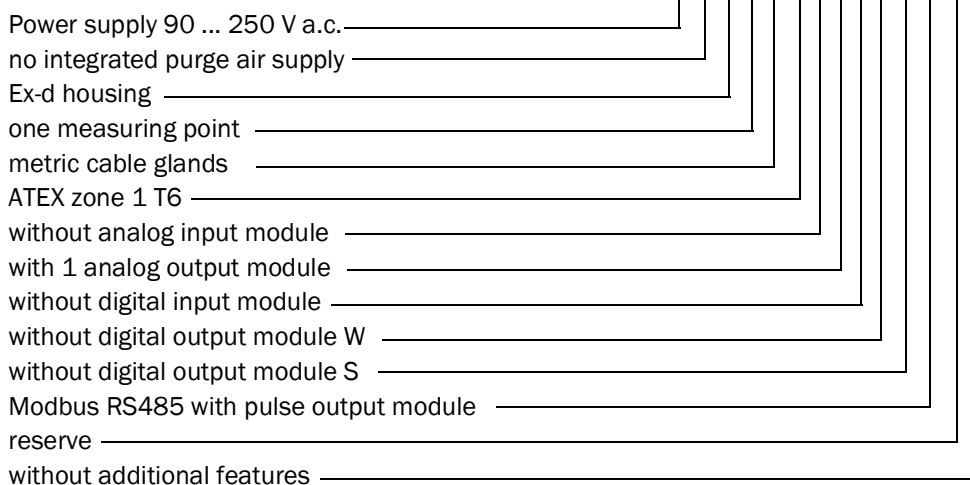 Power supply 90 ... 250 V a.c.
no integrated purge air supply
Ex-d housing
one measuring point
metric cable glands
ATEX zone 1 T6
without analog input module
with 1 analog output module
without digital input module
without digital output module W
without digital output module S
Modbus RS485 with pulse output module
reserve
without additional features